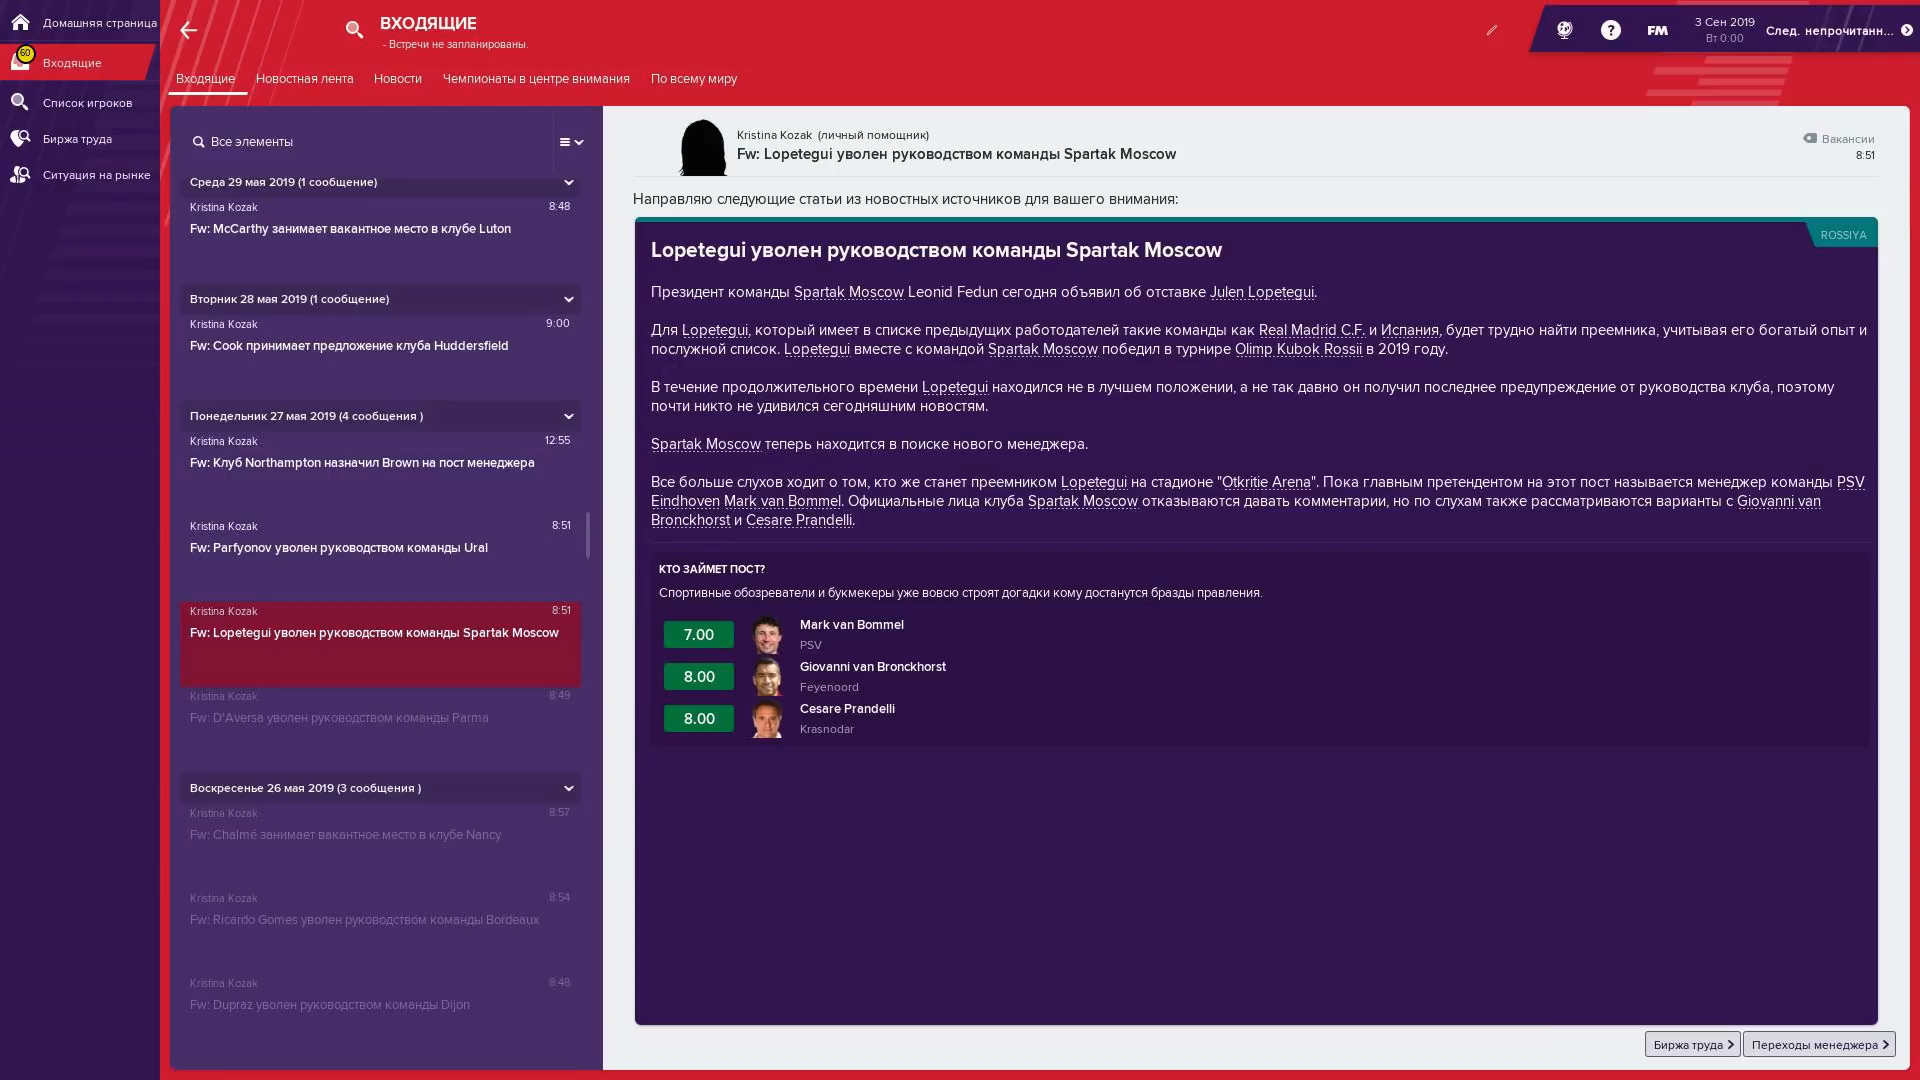 Домашняя страница
60
Входящие
Список игроков
Биржа труда
Ситуация на рынке
ВХОДЯЩИЕ
- Встречи не запланированы.
?
FM
3 Сен 2019
Вт 0:00
След. непрочитанн...
Входящие
Новостная лента
Новости
Чемпионаты в центре внимания
По всему миру
Все элементы
Среда 29 мая 2019 (1 сообщение)
Kristina Kozak 8:48
Fw: McCarthy занимает вакантное место в клубе Luton
Вторник 28 мая 2019 (1 сообщение)
Kristina Kozak 9:00
Fw: Cook принимает предложение клуба Huddersfield
Понедельник 27 мая 2019 (4 сообщения )
Kristina Kozak 12:55
Fw: Клуб Northampton назначил Brown на пост менеджера
Kristina Kozak 8:51
Fw: Parfyonov уволен руководством команды Ural
Kristina Kozak 8:51
Fw: Lopetegui уволен руководством команды Spartak Moscow
Kristina Kozak 8:49
Fw: D'Aversa уволен руководством команды Parma
Воскресенье 26 мая 2019 (3 сообщения )
Kristina Kozak 8:57
Fw: Chalmé занимает вакантное место в клубе Nancy
Kristina Kozak 8:54
Fw: Ricardo Gomes уволен руководством команды Bordeaux
Kristina Kozak 8:48
Fw: Dupraz уволен руководством команды Dijon
Kristina Kozak (личный помощник)
Fw: Lopetegui уволен руководством команды Spartak Moscow
Вакансии
8:51
Направляю следующие статьи из новостных источников для вашего внимания:
ROSSIYA
Lopetegui уволен руководством команды Spartak Moscow
Президент команды Spartak Moscow Leonid Fedun сегодня объявил об отставке Julen Lopetegui.
Для Lopetegui, который имеет в списке предыдущих работодателей такие команды как Real Madrid C.F. и Испания, будет трудно найти преемника, учитывая его богатый опыт и
послужной список. Lopetegui вместе с командой Spartak Moscow победил в турнире Olimp Kubok Rossii в 2019 году.
В течение продолжительного времени Lopetegui находился не в лучшем положении, а не так давно он получил последнее предупреждение от руководства клуба, поэтому
почти никто не удивился сегодняшним новостям.
Spartak Moscow теперь находится в поиске нового менеджера.
Все больше слухов ходит о том, кто же станет преемником Lopetegui на стадионе "Otkritie Arena". Пока главным претендентом на этот пост называется менеджер команды PSV
Eindhoven Mark van Bommel. Официальные лица клуба Spartak Moscow отказываются давать комментарии, но по слухам также рассматриваются варианты с Giovanni van
Bronckhorst и Cesare Prandelli.
КТО ЗАЙМЕТ ПОСТ?
Спортивные обозреватели и букмекеры уже вовсю строят догадки кому достанутся бразды правления.
7.00 Mark van Bommel
PSV
8.00 Giovanni van Bronckhorst
Feyenoord
8.00 Cesare Prandelli
Krasnodar
Биржа труда
Переходы менеджера